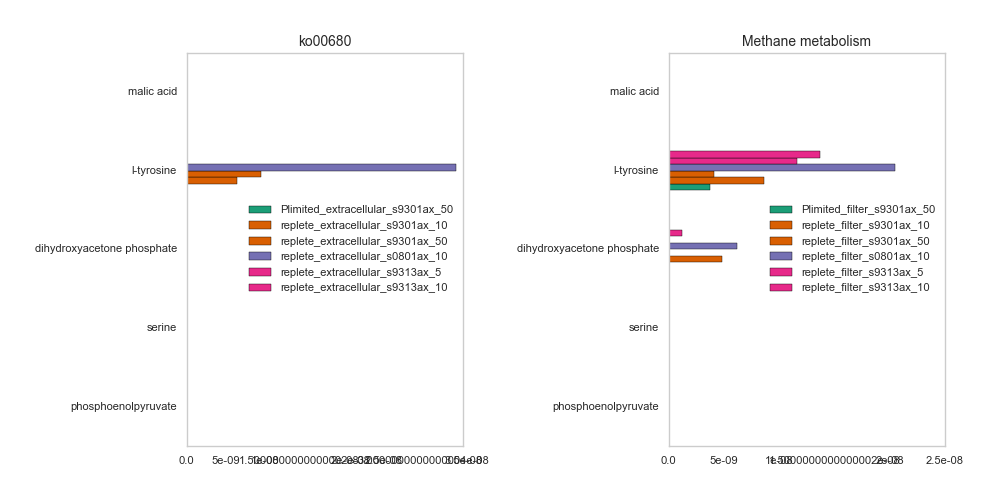 ko00680
malic acid
l-tyrosine
dihydroxyacetone phosphate
serine
phosphoenolpyruvate
Plimited_extracellular_s9301ax_50
replete_extracellular_s9301ax_10
replete_extracellular_s9301ax_50
replete_extracellular_s0801ax_10
replete_extracellular_s9313ax_5
replete_extracellular_s9313ax_10
0.0 5e-09
Methane metabolism
malic acid
l-tyrosine
dihydroxyacetone phosphate
serine
phosphoenolpyruvate
Plimited_filter_s9301ax_50
replete_filter_s9301ax_10
replete_filter_s9301ax_50
replete_filter_s0801ax_10
replete_filter_s9313ax_5
replete_filter_s9313ax_10
0.0 5e-09 2.5e-08